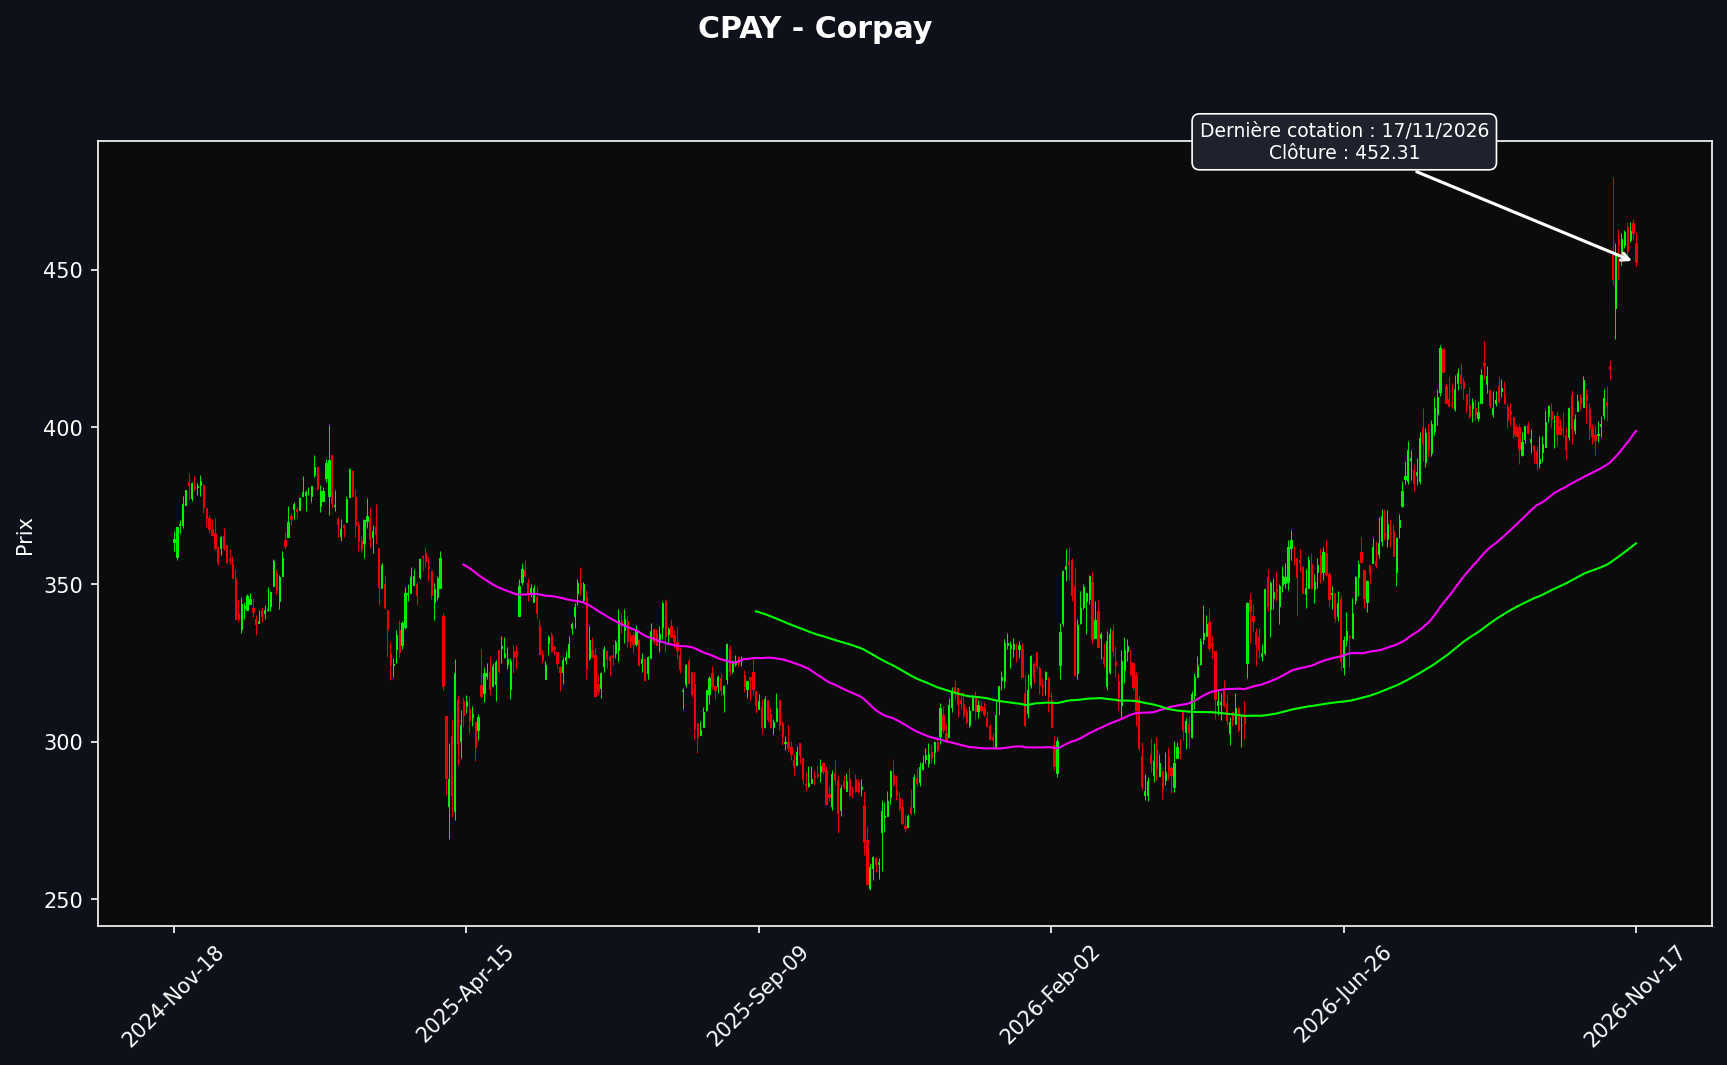 CPAY - Corpay
Dernière cotation : 17/11/2026
Clôture : 452.31
Prix
450
400
350
300
250
2024-Nov-18
2025-Apr-15
2025-Sep-09
2026-Feb-02
2026-Jun-26
2026-Nov-17